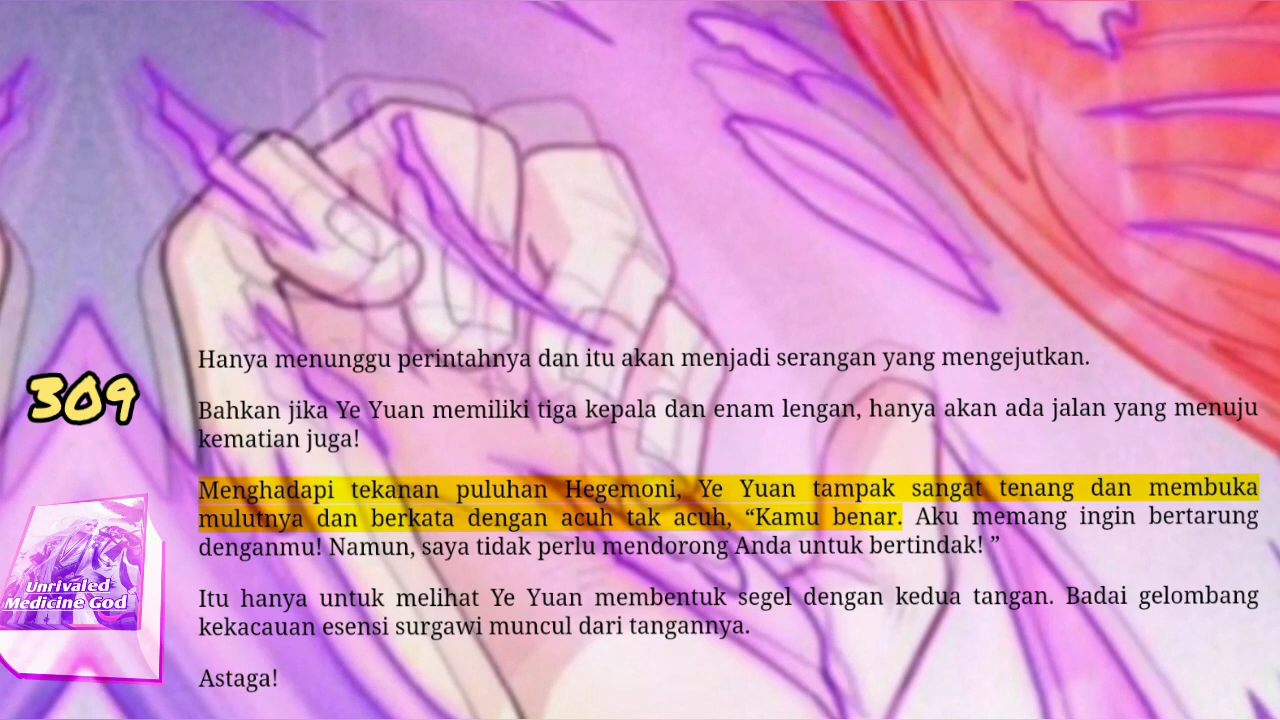 Hanya menunggu perintahnya dan itu akan menjadi serangan yang mengejutkan.
Bahkan jika Ye Yuan memiliki tiga kepala dan enam lengan, hanya akan ada jalan yang menuju
kematian juga!
309
Menghadapi tekanan puluhan Hegemoni, Ye Yuan tampak sangat tenang dan membuka
mulutnya dan berkata dengan acuh tak acuh, “Kamu benar. Aku memang ingin bertarung
denganmu! Namun, saya tidak perlu mendorong Anda untuk bertindak! ”
Itu hanya untuk melihat Ye Yuan membentuk segel dengan kedua tangan. Badai gelombang
kekacauan esensi surgawi muncul dari tangannya.
Astaga!
Unrivaled
Medicine God